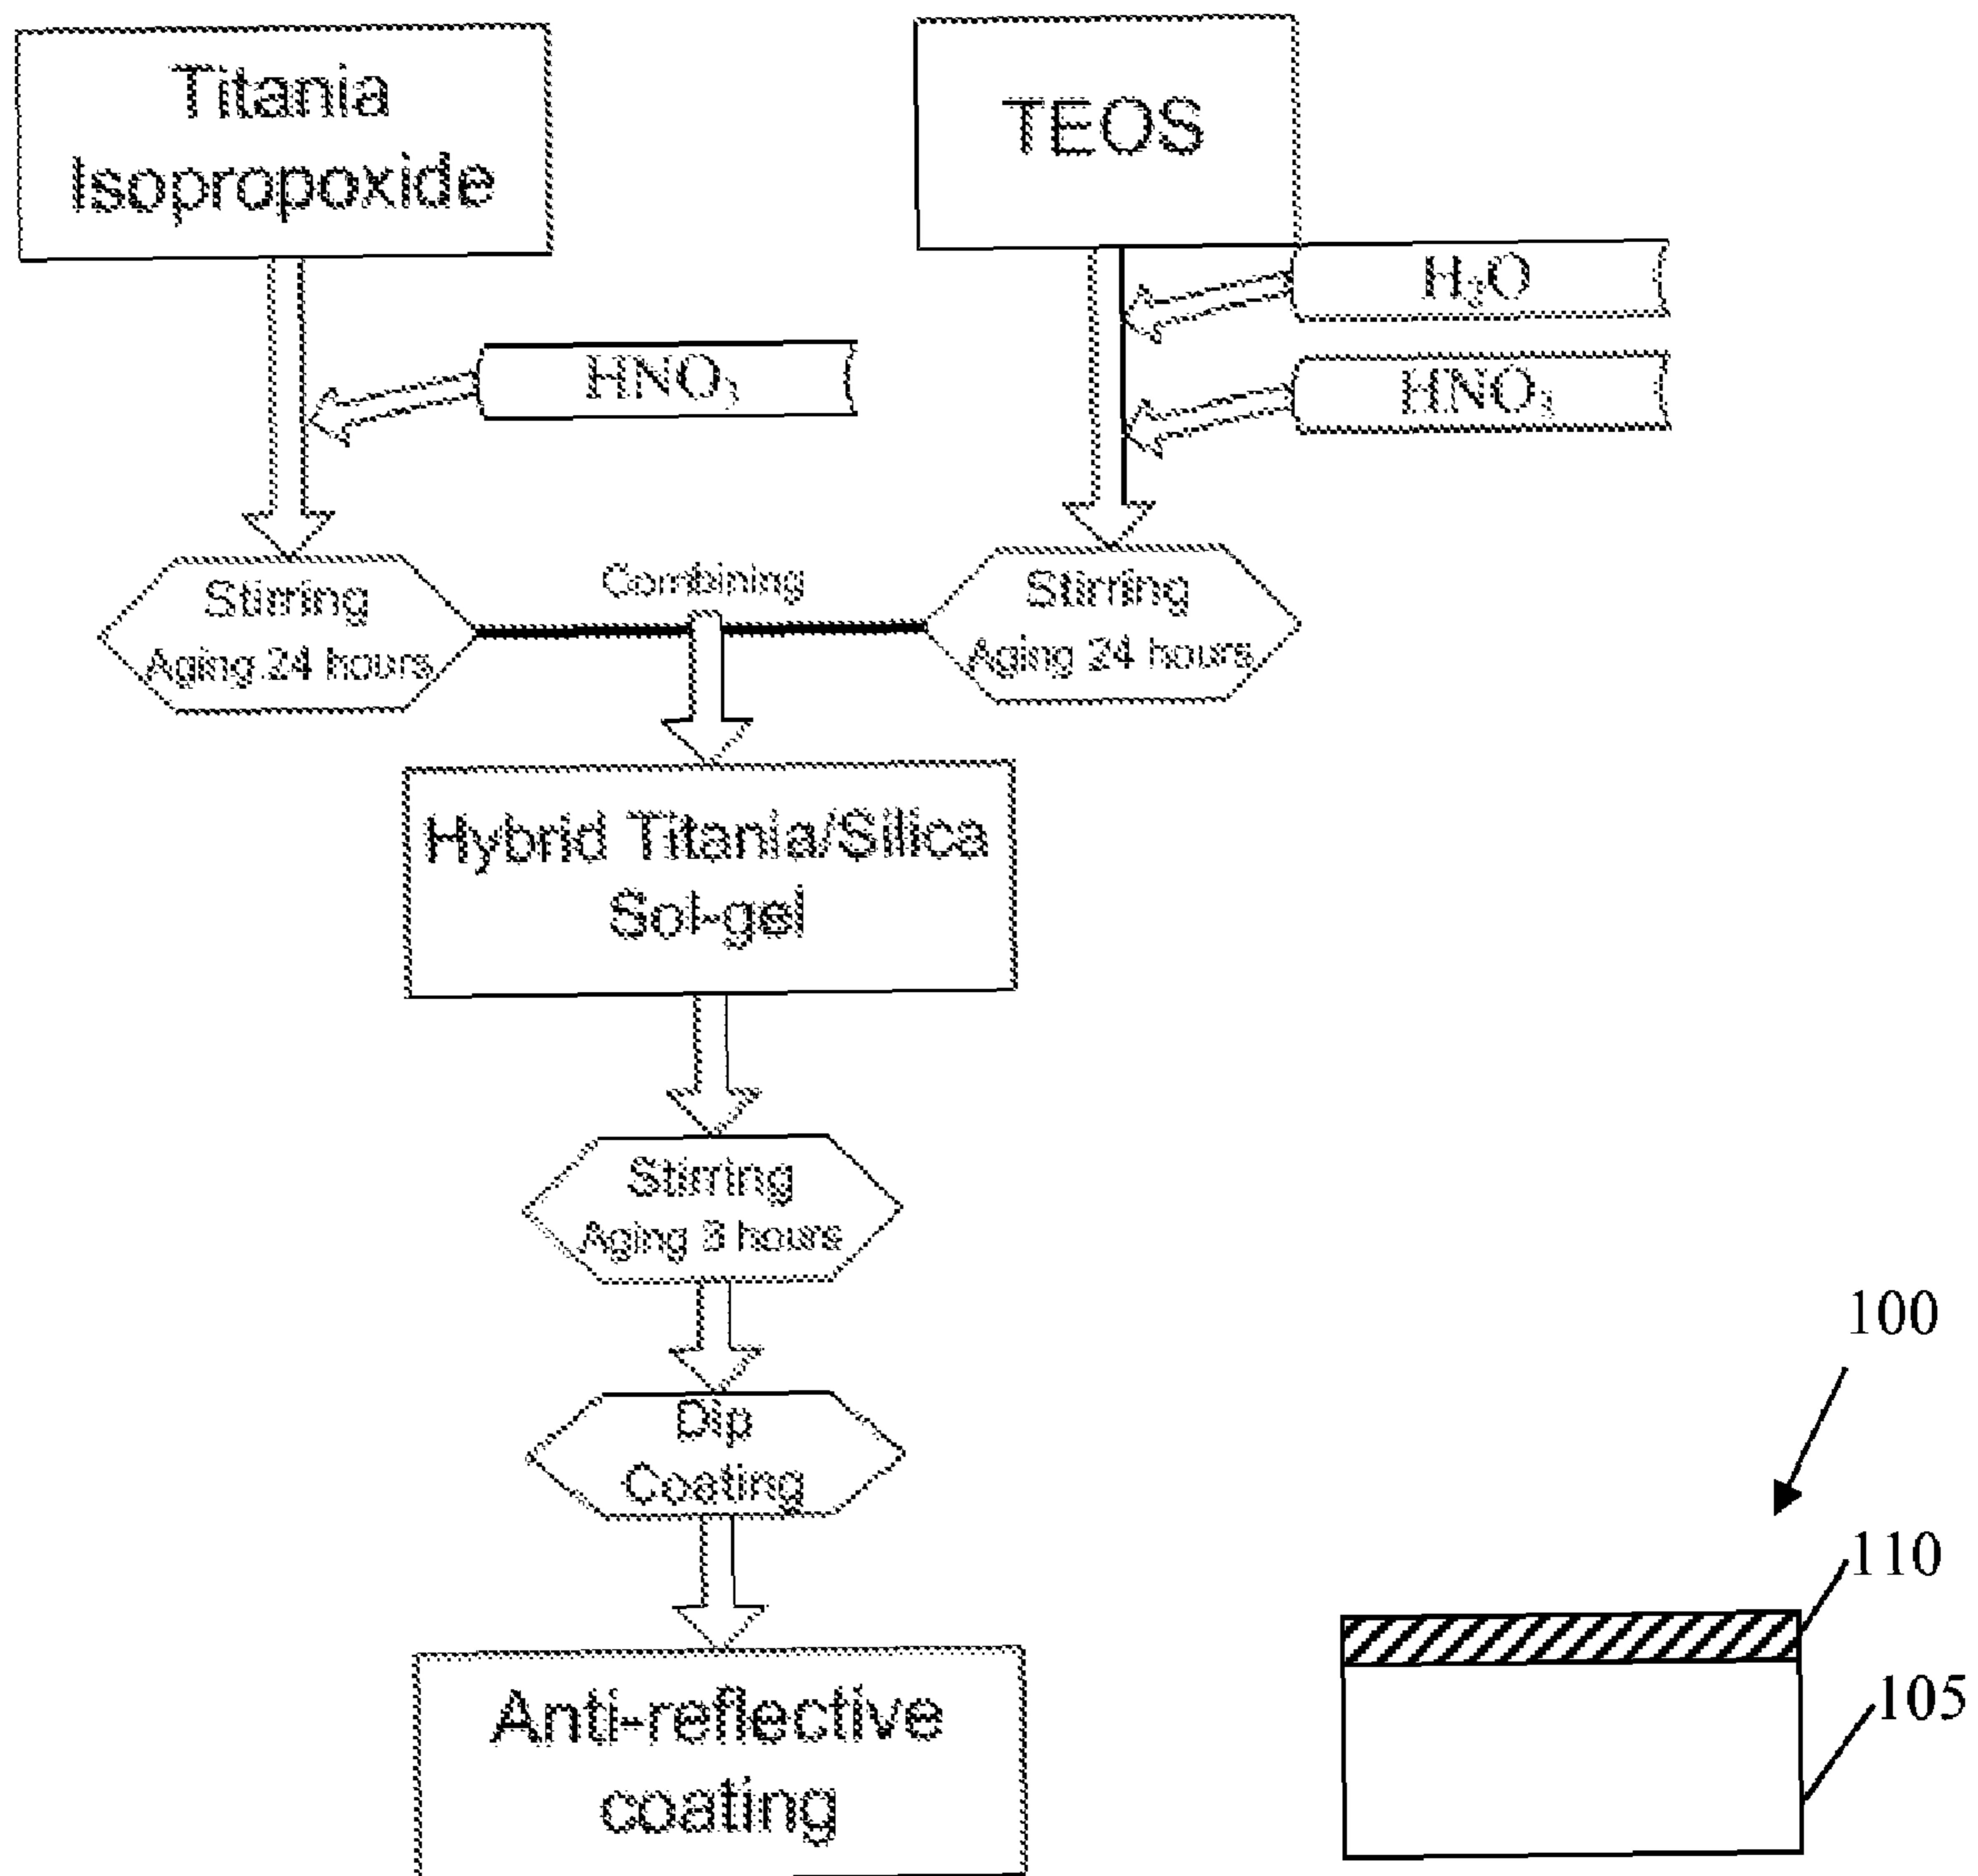 Titania
Isopropoxide
TEOS
H₃O
HNO₃
HNO₃
Stirring
Aging 24 hours
Combining
Stirring
Aging 24 hours
Hybrid Titania/Silica
Sol-gel
Stirring
Aging 3 hours
Dip
Coating
Anti-reflective
coating
100
110
105